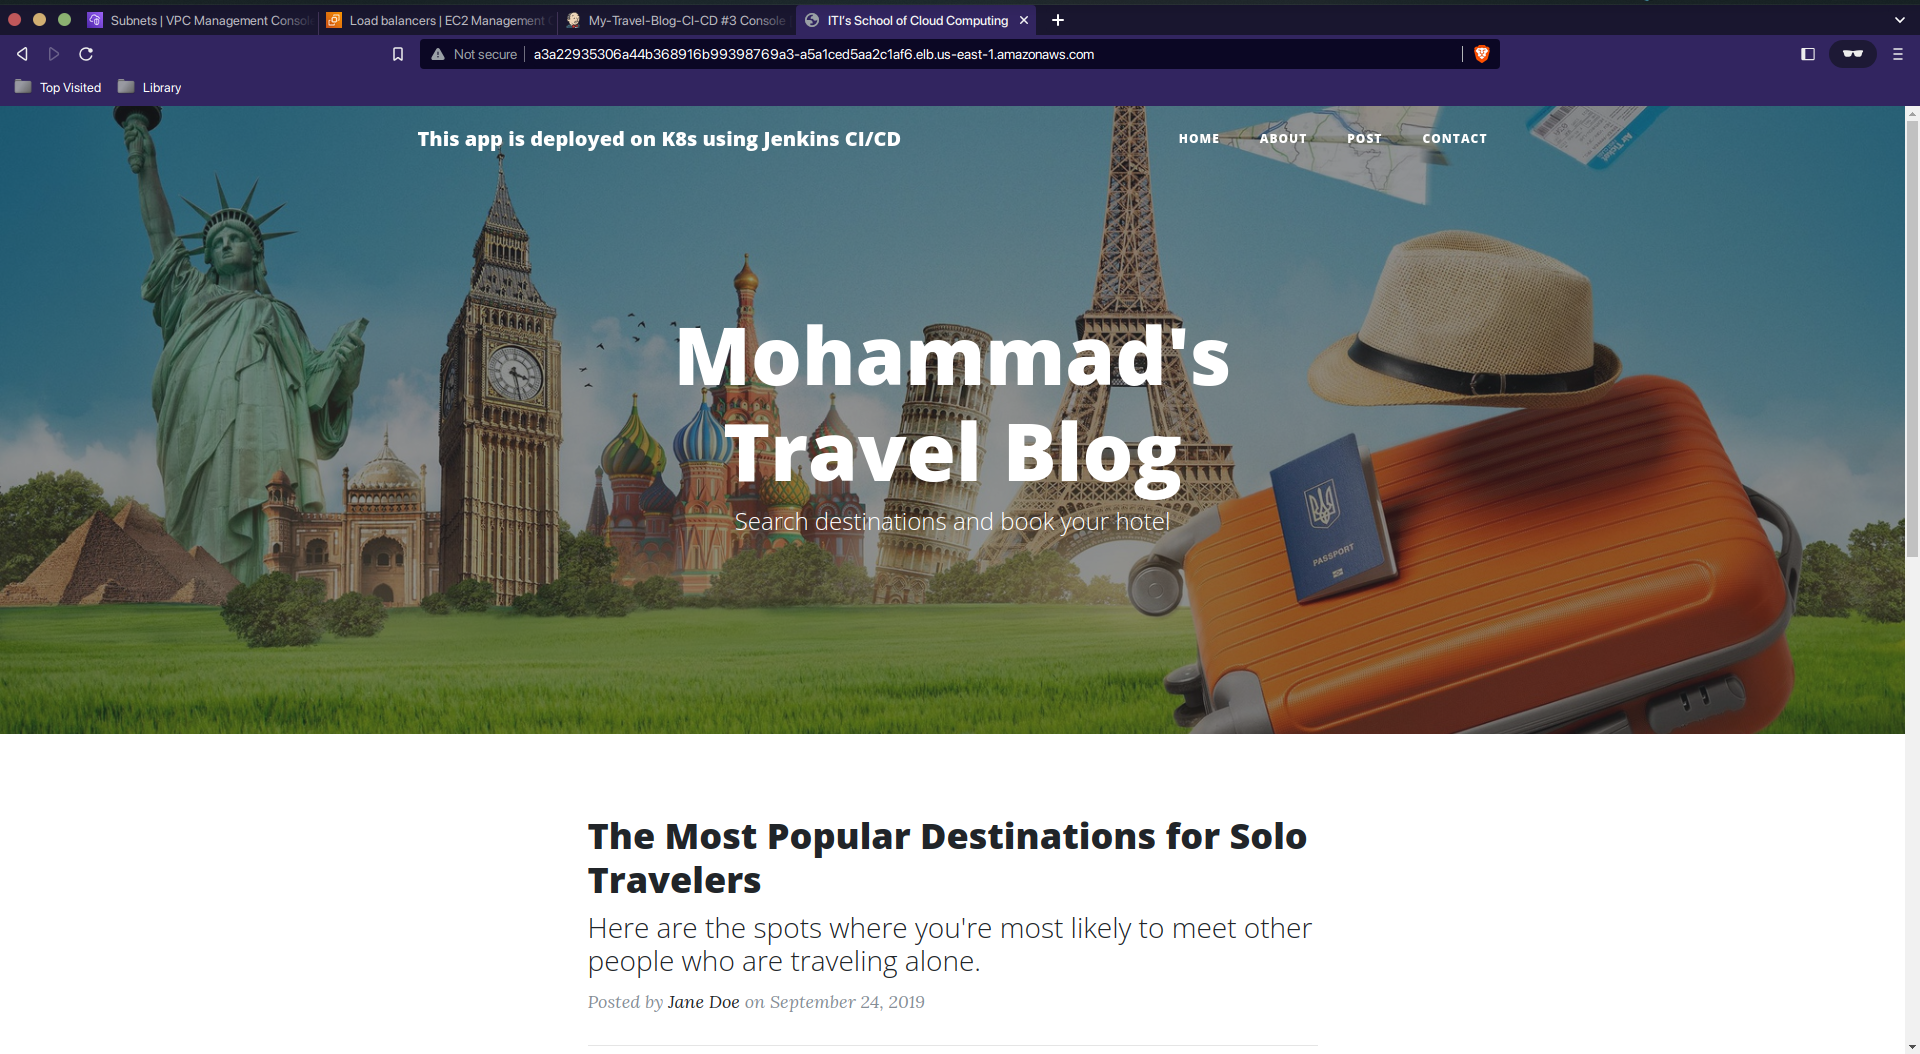 Subnets | VPC Management Consol
Load balancers | EC2 Management
My-Travel-Blog-CI-CD #3 Console
ITI's School of Cloud Computing
Not secure
a3a22935306a44b368916b99398769a3-a5a1ced5aa2c1af6.elb.us-east-1.amazonaws.com
Top Visited
Library
This app is deployed on K8s using Jenkins CI/CD
HOME
ABOUT
POST
CONTACT
Mohammad's
Travel Blog
Search destinations and book your hotel
PASSPORT
The Most Popular Destinations for Solo
Travelers
Here are the spots where you're most likely to meet other
people who are traveling alone.
Posted by Jane Doe on September 24, 2019